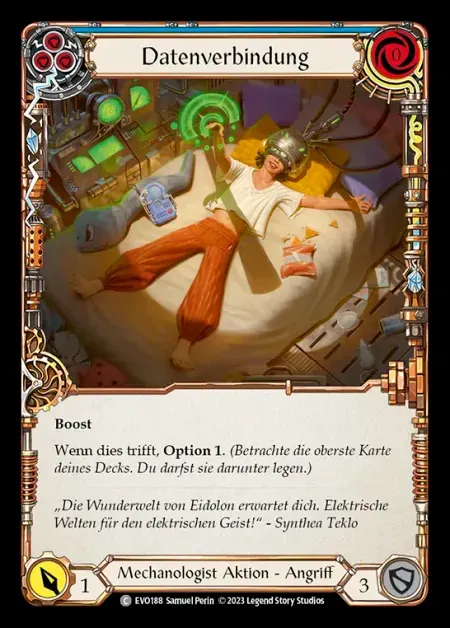 Datenverbindung
0
Boost
Wenn dies trifft, Option 1. (Betrachte die oberste Karte
deines Decks. Du darfst sie darunter legen.)
„Die Wunderwelt von Eidolon erwartet dich. Elektrische
Welten für den elektrischen Geist!“ - Synthea Teklo
1
Mechanologist Aktion - Angriff
3
C EVO188 Samuel Perin © 2023 Legend Story Studios